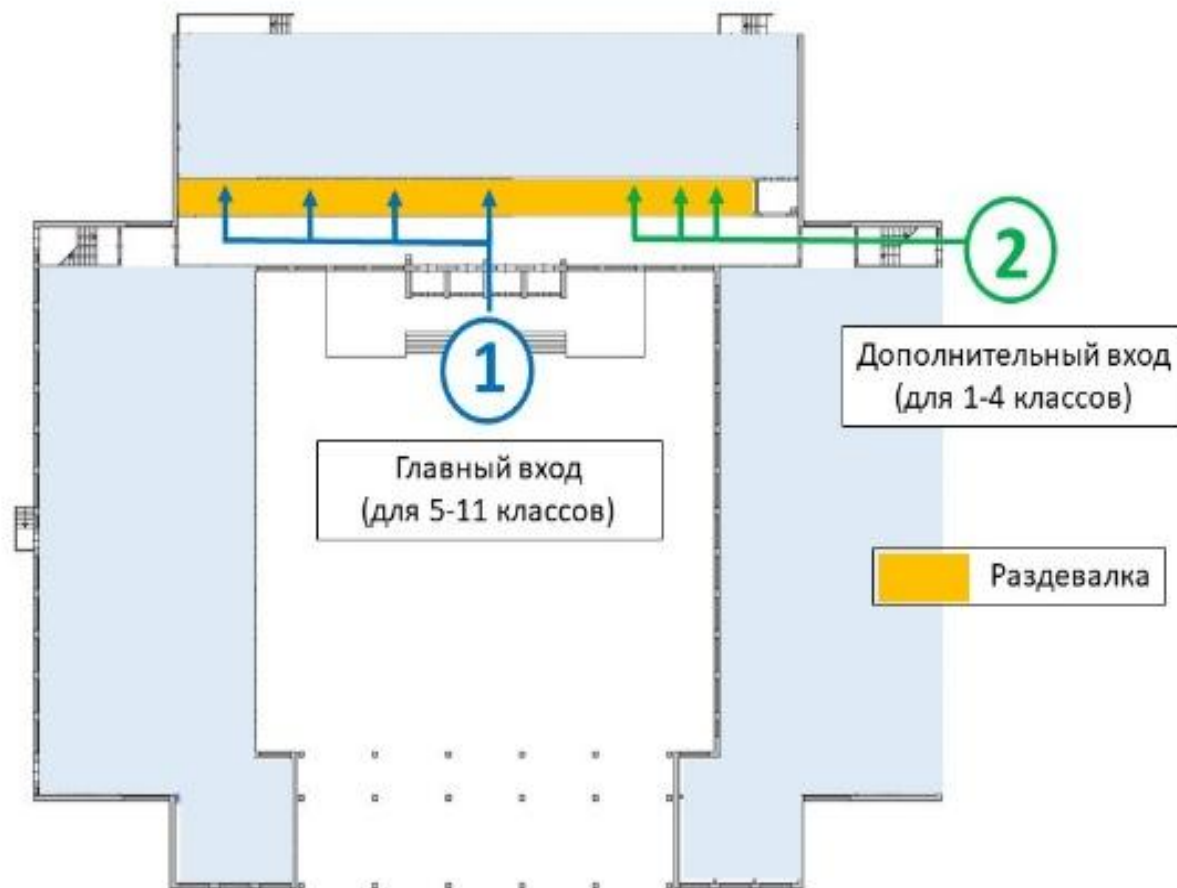 2
1
Дополнительный вход
(для 1-4 классов)
Главный вход
(для 5-11 классов)
Раздевалка